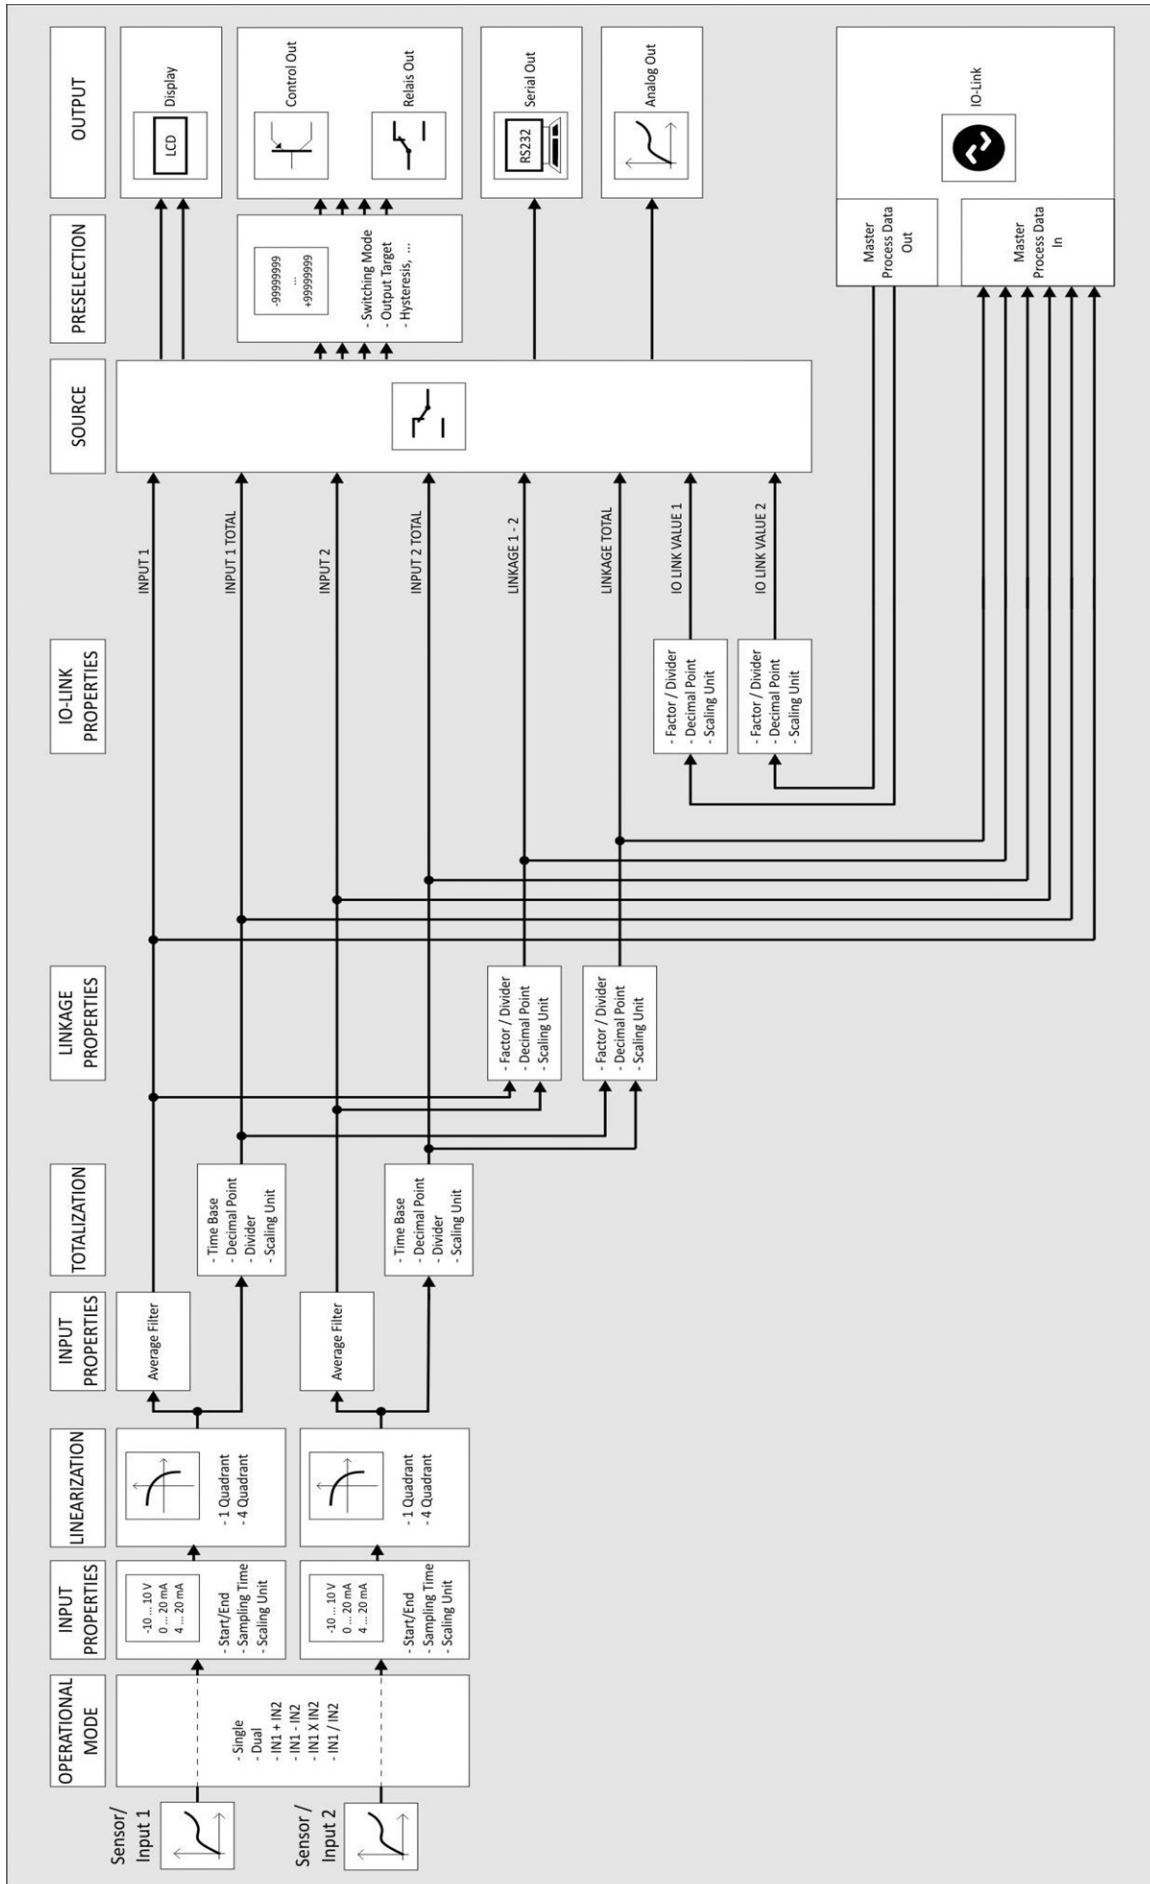 Sensor/
Input 1
Sensor /
Input 2
OPERATIONAL
MODE
- Single
- Dual
- IN1 + IN2
- IN1 - IN2
- IN1 X IN2
- IN1 / IN2
INPUT
PROPERTIES
-10 ... 10 V
0 ... 20 mA
4 ... 20 mA
- Start/End
- Sampling Time
- Scaling Unit
-10 ... 10 V
0 ... 20 mA
4 ... 20 mA
- Start/End
- Sampling Time
- Scaling Unit
LINEARIZATION
- 1 Quadrant
- 4 Quadrant
- 1 Quadrant
- 4 Quadrant
INPUT
PROPERTIES
Average Filter
Average Filter
TOTALIZATION
- Time Base
- Decimal Point
- Divider
- Scaling Unit
- Time Base
- Decimal Point
- Divider
- Scaling Unit
LINKAGE
PROPERTIES
- Factor / Divider
- Decimal Point
- Scaling Unit
- Factor / Divider
- Decimal Point
- Scaling Unit
IO-LINK
PROPERTIES
- Factor / Divider
- Decimal Point
- Scaling Unit
- Factor / Divider
- Decimal Point
- Scaling Unit
INPUT 1
INPUT 1 TOTAL
INPUT 2
INPUT 2 TOTAL
LINKAGE 1 - 2
LINKAGE TOTAL
IO LINK VALUE 1
IO LINK VALUE 2
SOURCE
PRESELECTION
-99999999
...
+99999999
- Switching Mode
- Output Target
- Hysteresis, ...
OUTPUT
Display
LCD
Control Out
Relais Out
Serial Out
RS232
Analog Out
IO-Link
Master
Process Data
Out
Master
Process Data
In